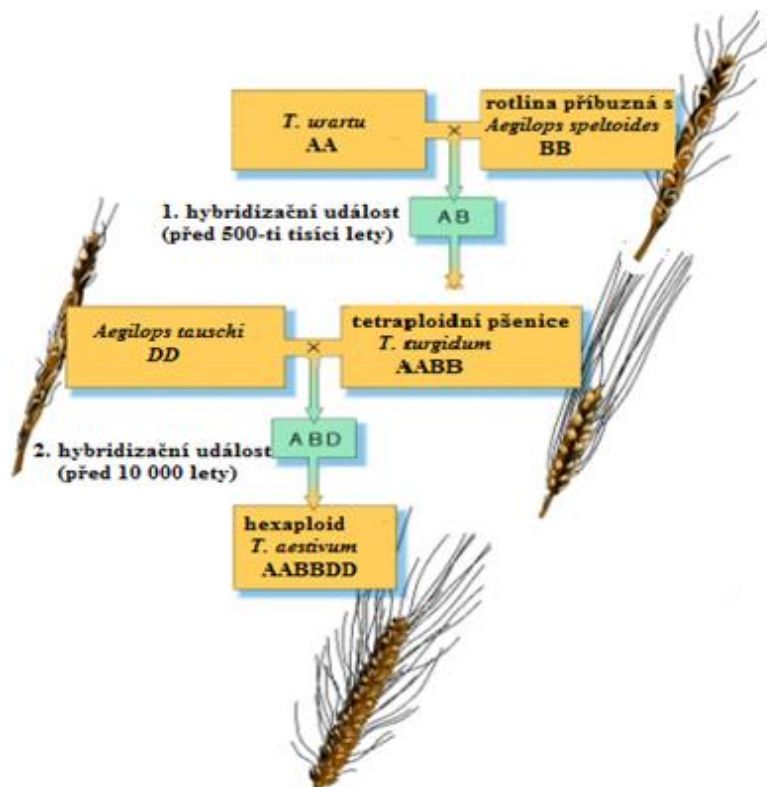 T. urartu
AA
rotlina příbuzná s
Aegilops speltoides
BB
1. hybridizační událost
(před 500-ti tisíci lety)
AB
Aegilops tauschi
DD
tetraploidní pšenice
T. turgidum
AABB
ABD
2. hybridizační událost
(před 10 000 lety)
hexaploid
T. aestivum
AABBDD